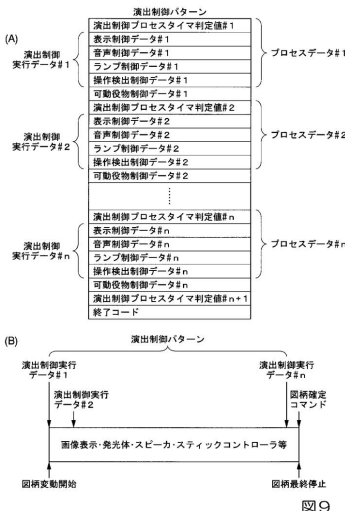 演出制御パターン
(A)
演出制御プロセスタイマ判定値#1
表示制御データ#1
音声制御データ#1
ランプ制御データ#1
操作検出制御データ#1
可動役物制御データ#1
演出制御
実行データ#1
プロセスデータ#1
演出制御プロセスタイマ判定値#2
表示制御データ#2
音声制御データ#2
ランプ制御データ#2
操作検出制御データ#2
可動役物制御データ#2
演出制御
実行データ#2
プロセスデータ#2
演出制御プロセスタイマ判定値#n
表示制御データ#n
音声制御データ#n
ランプ制御データ#n
操作検出制御データ#n
可動役物制御データ#n
演出制御
実行データ#n
プロセスデータ#n
演出制御プロセスタイマ判定値#n+1
終了コード
(B)
演出制御パターン
演出制御実行
データ#1
演出制御実行
データ#2
演出制御実行
データ#n
図柄確定
コマンド
画像表示・発光体・スピーカ・スティックコントローラ等
図柄変動開始
図柄最終停止
図9